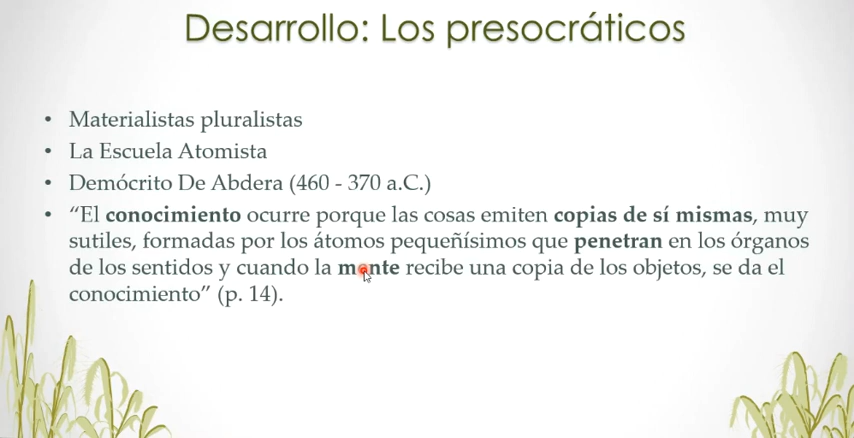 Desarrollo: Los presocráticos
• Materialistas pluralistas
• La Escuela Atomista
• Demócrito De Abdera (460 - 370 a.C.)
• “El conocimiento ocurre porque las cosas emiten copias de sí mismas, muy
sutiles, formadas por los átomos pequeñísimos que penetran en los órganos
de los sentidos y cuando la mente recibe una copia de los objetos, se da el
conocimiento” (p. 14).